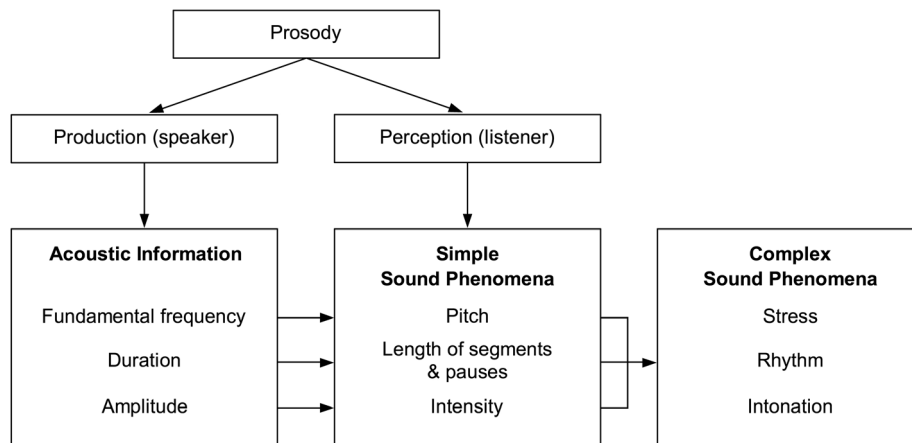 Prosody
Production (speaker)
Perception (listener)
Acoustic Information
Fundamental frequency
Duration
Amplitude
Simple
Sound Phenomena
Pitch
Length of segments
& pauses
Intensity
Complex
Sound Phenomena
Stress
Rhythm
Intonation